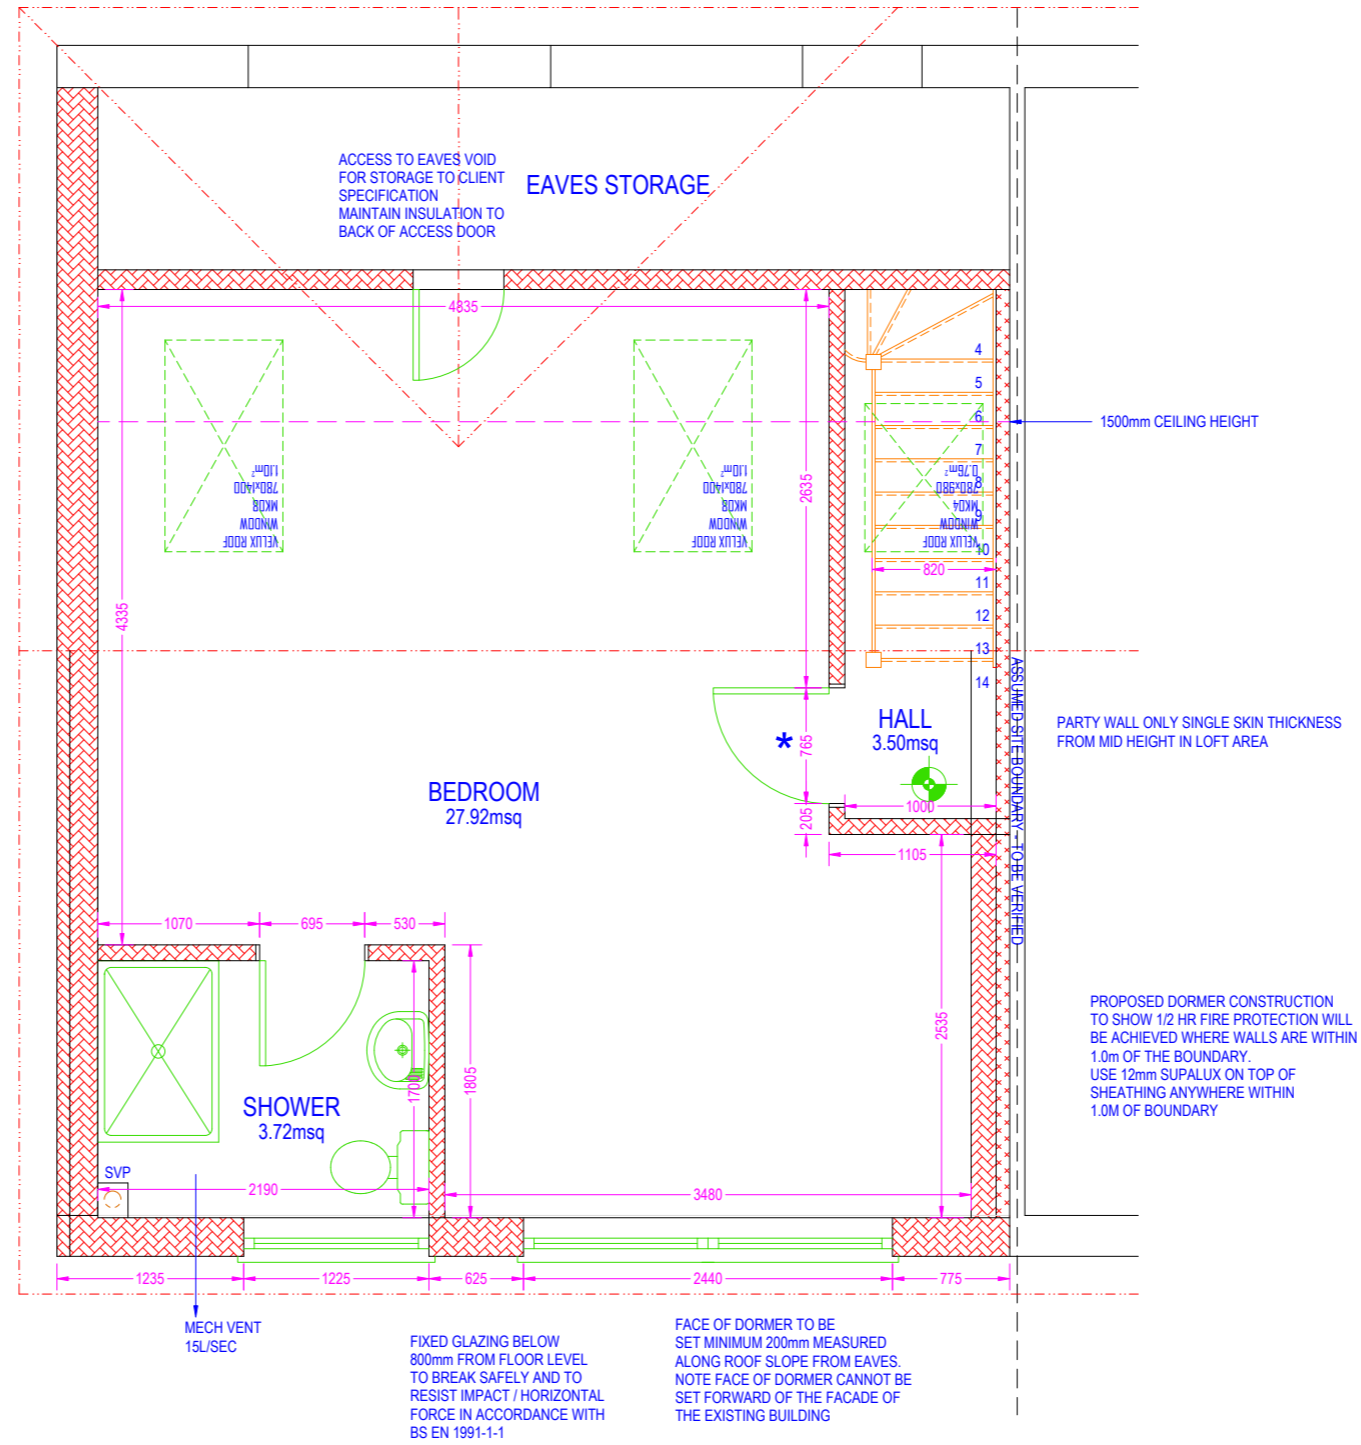 ACCESS TO EAVES VOID
FOR STORAGE TO CLIENT
SPECIFICATION
MAINTAIN INSULATION TO
BACK OF ACCESS DOOR
EAVES STORAGE
4835
4
5
6
7
8
9
10
11
12
13
14
1500mm CEILING HEIGHT
VELUX ROOF
WINDOW
MK08
780x1400
1.10m²
VELUX ROOF
WINDOW
MK08
780x1400
1.10m²
VELUX ROOF
WINDOW
MK04
780x980
0.76m²
2635
820
4335
ASSUMED SITE BOUNDARY - TO BE VERIFIED
HALL
3.50msq
PARTY WALL ONLY SINGLE SKIN THICKNESS
FROM MID HEIGHT IN LOFT AREA
*
765
BEDROOM
27.92msq
1000
205
1105
1070
695
530
2535
PROPOSED DORMER CONSTRUCTION
TO SHOW 1/2 HR FIRE PROTECTION WILL
BE ACHIEVED WHERE WALLS ARE WITHIN
1.0m OF THE BOUNDARY.
USE 12mm SUPALUX ON TOP OF
SHEATHING ANYWHERE WITHIN
1.0M OF BOUNDARY
1700
1805
SHOWER
3.72msq
SVP
2190
3480
1235
1225
625
2440
775
MECH VENT
15L/SEC
FIXED GLAZING BELOW
800mm FROM FLOOR LEVEL
TO BREAK SAFELY AND TO
RESIST IMPACT / HORIZONTAL
FORCE IN ACCORDANCE WITH
BS EN 1991-1-1
FACE OF DORMER TO BE
SET MINIMUM 200mm MEASURED
ALONG ROOF SLOPE FROM EAVES.
NOTE FACE OF DORMER CANNOT BE
SET FORWARD OF THE FACADE OF
THE EXISTING BUILDING